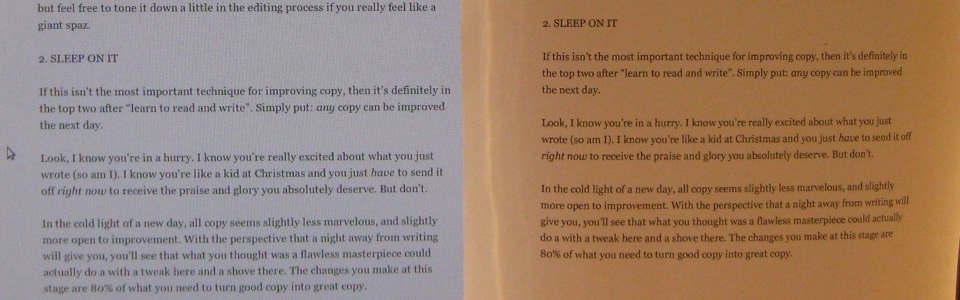 but feel free to tone it down a little in the editing process if you really feel like a
giant spaz.
2. SLEEP ON IT
If this isn't the most important technique for improving copy, then it's definitely in
the top two after "learn to read and write". Simply put: any copy can be improved
the next day.
Look, I know you're in a hurry. I know you're really excited about what you just
wrote (so am I). I know you're like a kid at Christmas and you just have to send it
off right now to receive the praise and glory you absolutely deserve. But don't.
In the cold light of a new day, all copy seems slightly less marvelous, and slightly
more open to improvement. With the perspective that a night away from writing
will give you, you'll see that what you thought was a flawless masterpiece could
actually do a with a tweak here and a shove there. The changes you make at this
stage are 80% of what you need to turn good copy into great copy.
2. SLEEP ON IT
If this isn't the most important technique for improving copy, then it's definitely in
the top two after "learn to read and write". Simply put: any copy can be improved
the next day.
Look, I know you're in a hurry. I know you're really excited about what you just
wrote (so am I). I know you're like a kid at Christmas and you just have to send it off
right now to receive the praise and glory you absolutely deserve. But don't.
In the cold light of a new day, all copy seems slightly less marvelous, and slightly
more open to improvement. With the perspective that a night away from writing will
give you, you'll see that what you thought was a flawless masterpiece could actually
do a with a tweak here and a shove there. The changes you make at this stage are
80% of what you need to turn good copy into great copy.